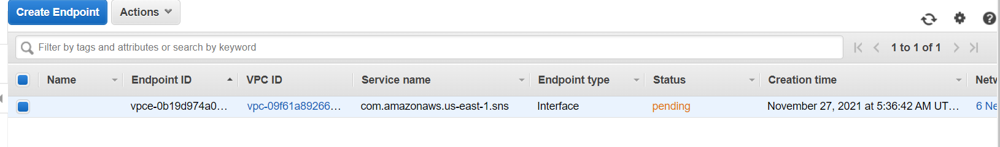 Create Endpoint Actions
Filter by tags and attributes or search by keyword 1 to 1 of 1
Name Endpoint ID VPC ID Service name Endpoint type Status Creation time Netv
vpce-0b19d974a0... vpc-09f61a89266... com.amazonaws.us-east-1.sns Interface pending November 27, 2021 at 5:36:42 AM UT... 6 Ne